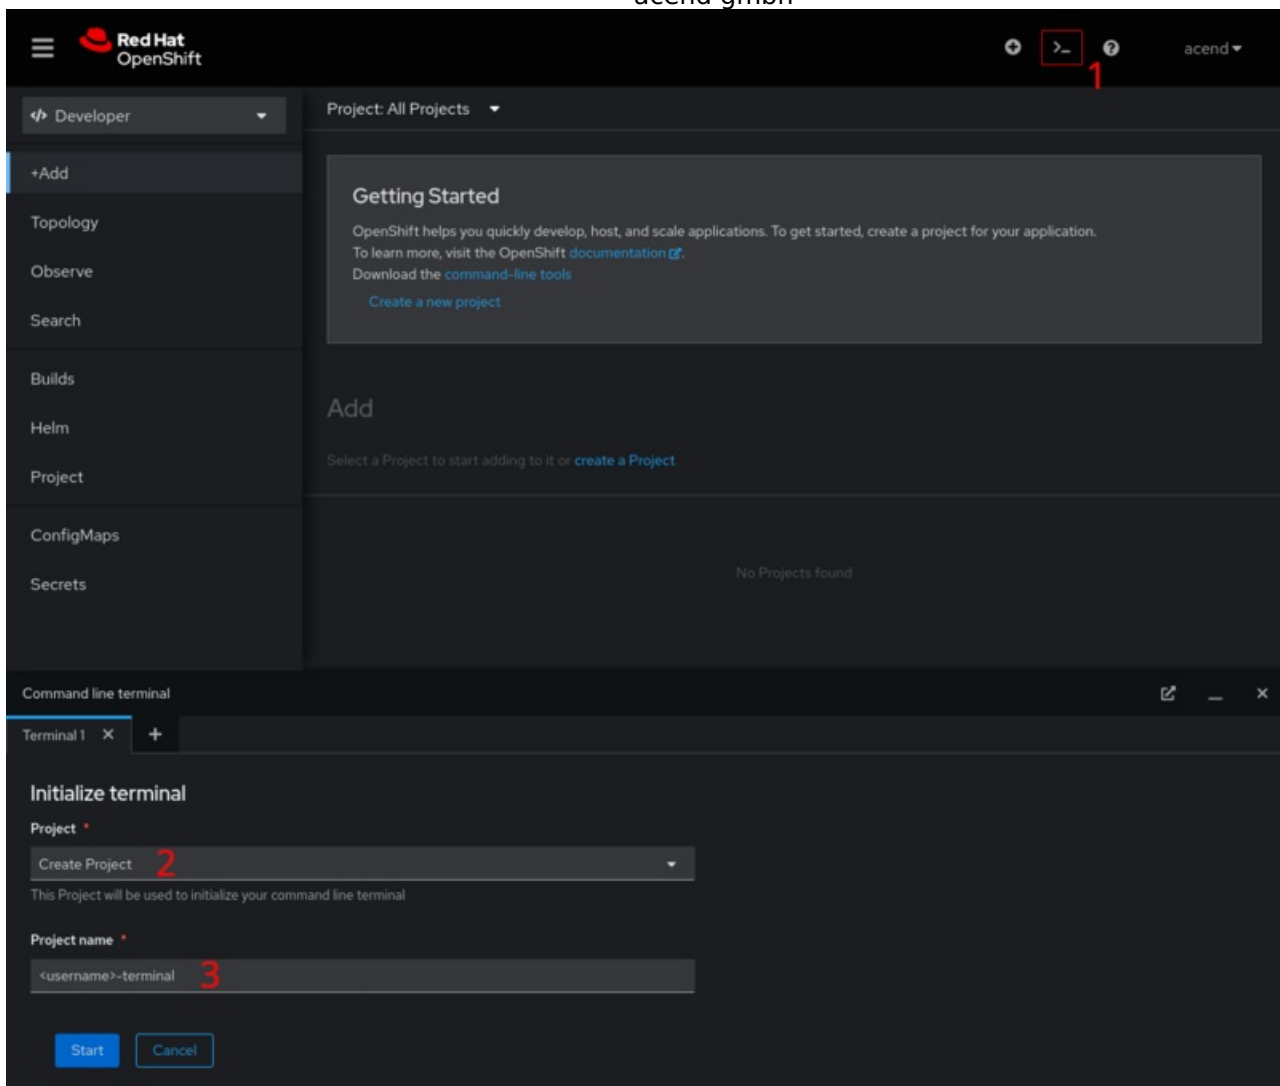 acend gmbh
Red Hat
OpenShift
>_
1
acend
</> Developer
Project: All Projects
+Add
Topology
Observe
Search
Builds
Helm
Project
ConfigMaps
Secrets
Getting Started
OpenShift helps you quickly develop, host, and scale applications. To get started, create a project for your application.
To learn more, visit the OpenShift documentation.
Download the command-line tools
Create a new project
Add
Select a Project to start adding to it or create a Project.
No Projects found
Command line terminal
Terminal 1
Initialize terminal
Project *
Create Project 2
This Project will be used to initialize your command line terminal
Project name *
<username>-terminal 3
Start Cancel